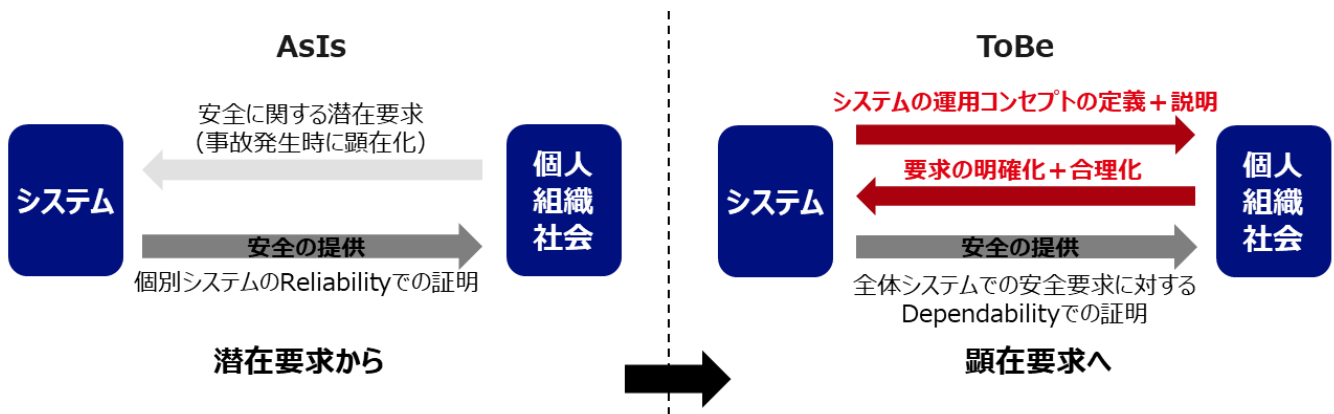 AsIs
安全に関する潜在要求
（事故発生時に顕在化）
システム
個人
組織
社会
安全の提供
個別システムのReliabilityでの証明
潜在要求から
ToBe
システムの運用コンセプトの定義＋説明
要求の明確化＋合理化
システム
個人
組織
社会
安全の提供
全体システムでの安全要求に対する
Dependabilityでの証明
顕在要求へ